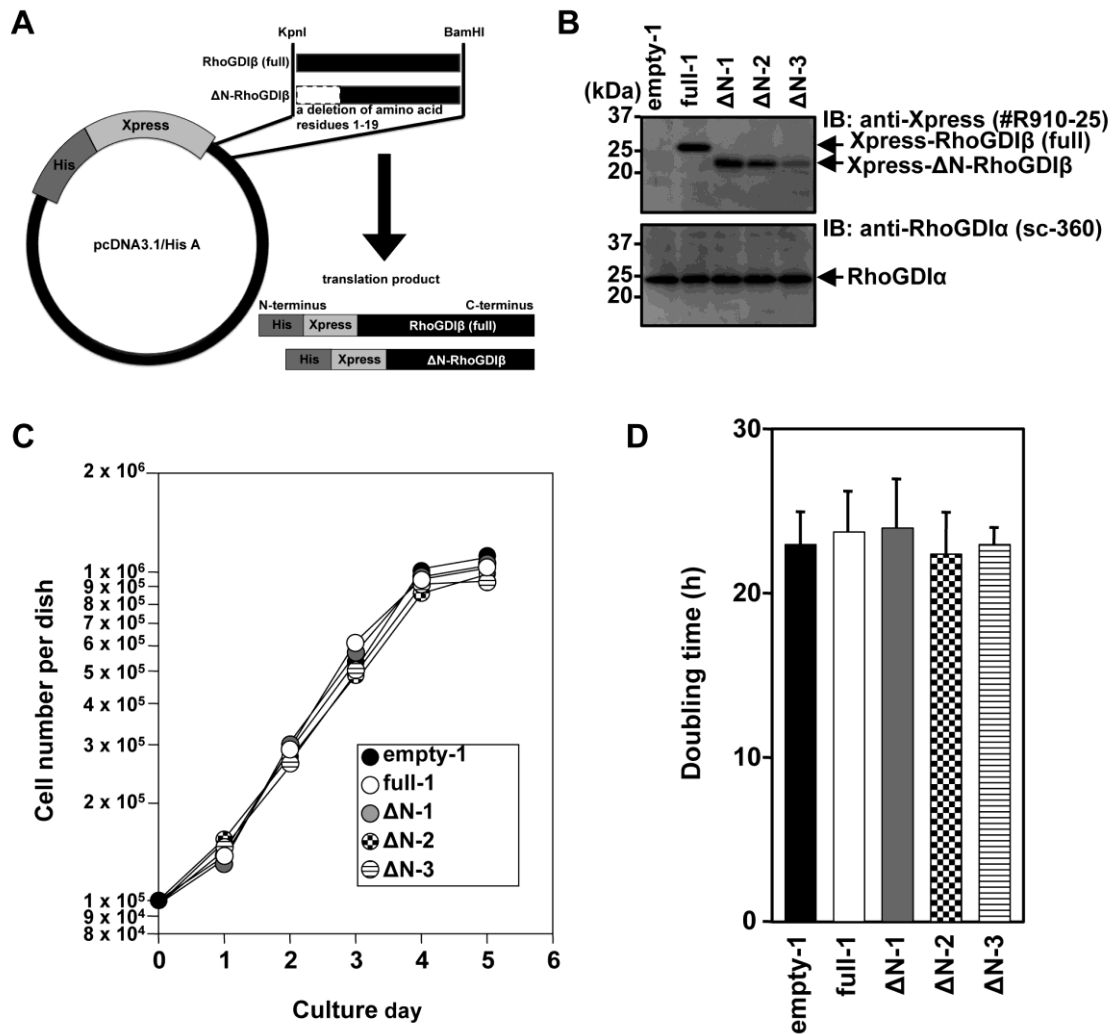 A
KpnI
BamHI
RhoGDIβ (full)
ΔN-RhoGDIβ
a deletion of amino acid
residues 1-19
Xpress
His
pcDNA3.1/His A
translation product
N-terminus
C-terminus
His
Xpress
RhoGDIβ (full)
His
Xpress
ΔN-RhoGDIβ
B
empty-1
full-1
ΔN-1
ΔN-2
ΔN-3
(kDa)
37
25
20
IB: anti-Xpress (#R910-25)
Xpress-RhoGDIβ (full)
Xpress-ΔN-RhoGDIβ
IB: anti-RhoGDIα (sc-360)
37
25
20
RhoGDIα
C
Cell number per dish
2 x 10⁶
1 x 10⁶
9 x 10⁵
8 x 10⁵
7 x 10⁵
6 x 10⁵
5 x 10⁵
4 x 10⁵
3 x 10⁵
2 x 10⁵
1 x 10⁵
9 x 10⁴
8 x 10⁴
0
1
2
3
4
5
6
Culture day
empty-1
full-1
ΔN-1
ΔN-2
ΔN-3
D
Doubling time (h)
30
20
10
0
empty-1
full-1
ΔN-1
ΔN-2
ΔN-3